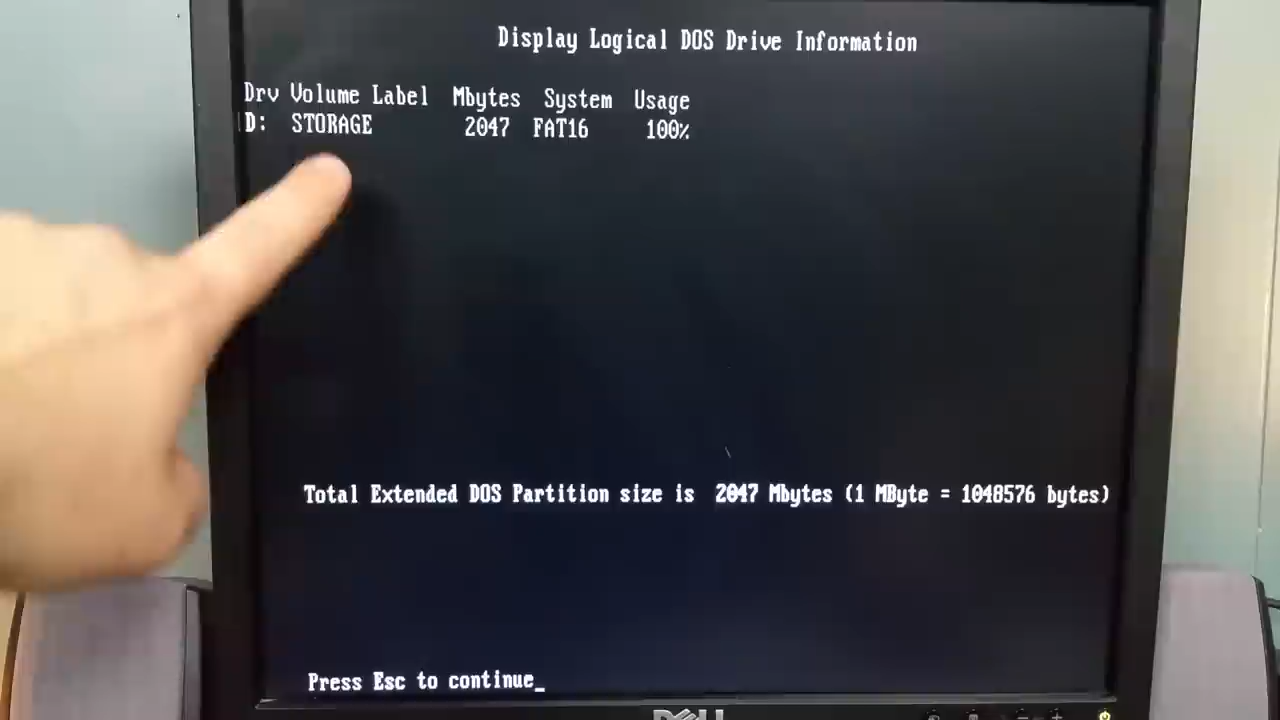 Display Logical DOS Drive Information
Drv Volume Label Mbytes System Usage
D: STORAGE 2047 FAT16 100%
Total Extended DOS Partition size is 2047 Mbytes (1 MByte = 1048576 bytes)
Press Esc to continue_
DELL